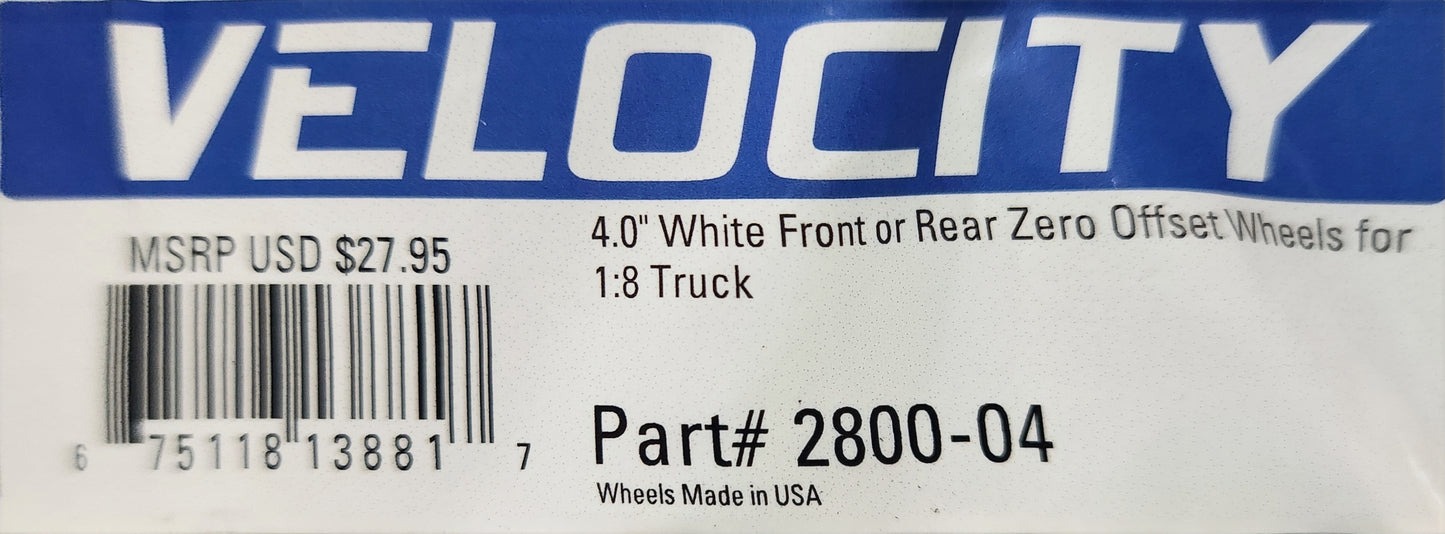 VELOCITY
MSRP USD $27.95
4.0" White Front or Rear Zero Offset Wheels for
1:8 Truck
6 75118 13881 7
Part# 2800-04
Wheels Made in USA